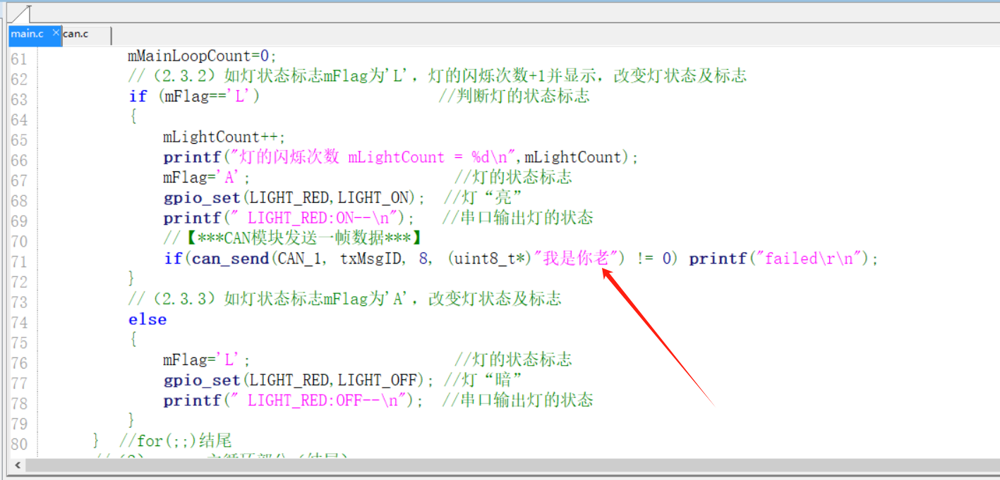 main.c can.c
61 mMainLoopCount=0;
62 //（2.3.2）如灯状态标志mFlag为'L'，灯的闪烁次数+1并显示，改变灯状态及标志
63 if (mFlag=='L') //判断灯的状态标志
64 {
65 mLightCount++;
66 printf("灯的闪烁次数 mLightCount = %d\n",mLightCount);
67 mFlag='A'; //灯的状态标志
68 gpio_set(LIGHT_RED,LIGHT_ON); //灯“亮”
69 printf(" LIGHT_RED:ON--\n"); //串口输出灯的状态
70 //【***CAN模块发送一帧数据***】
71 if(can_send(CAN_1, txMsgID, 8, (uint8_t*)"我是你老") != 0) printf("failed\r\n");
72 }
73 //（2.3.3）如灯状态标志mFlag为'A'，改变灯状态及标志
74 else
75 {
76 mFlag='L'; //灯的状态标志
77 gpio_set(LIGHT_RED,LIGHT_OFF); //灯“暗”
78 printf(" LIGHT_RED:OFF--\n"); //串口输出灯的状态
79 }
80 } //for(;;)结尾